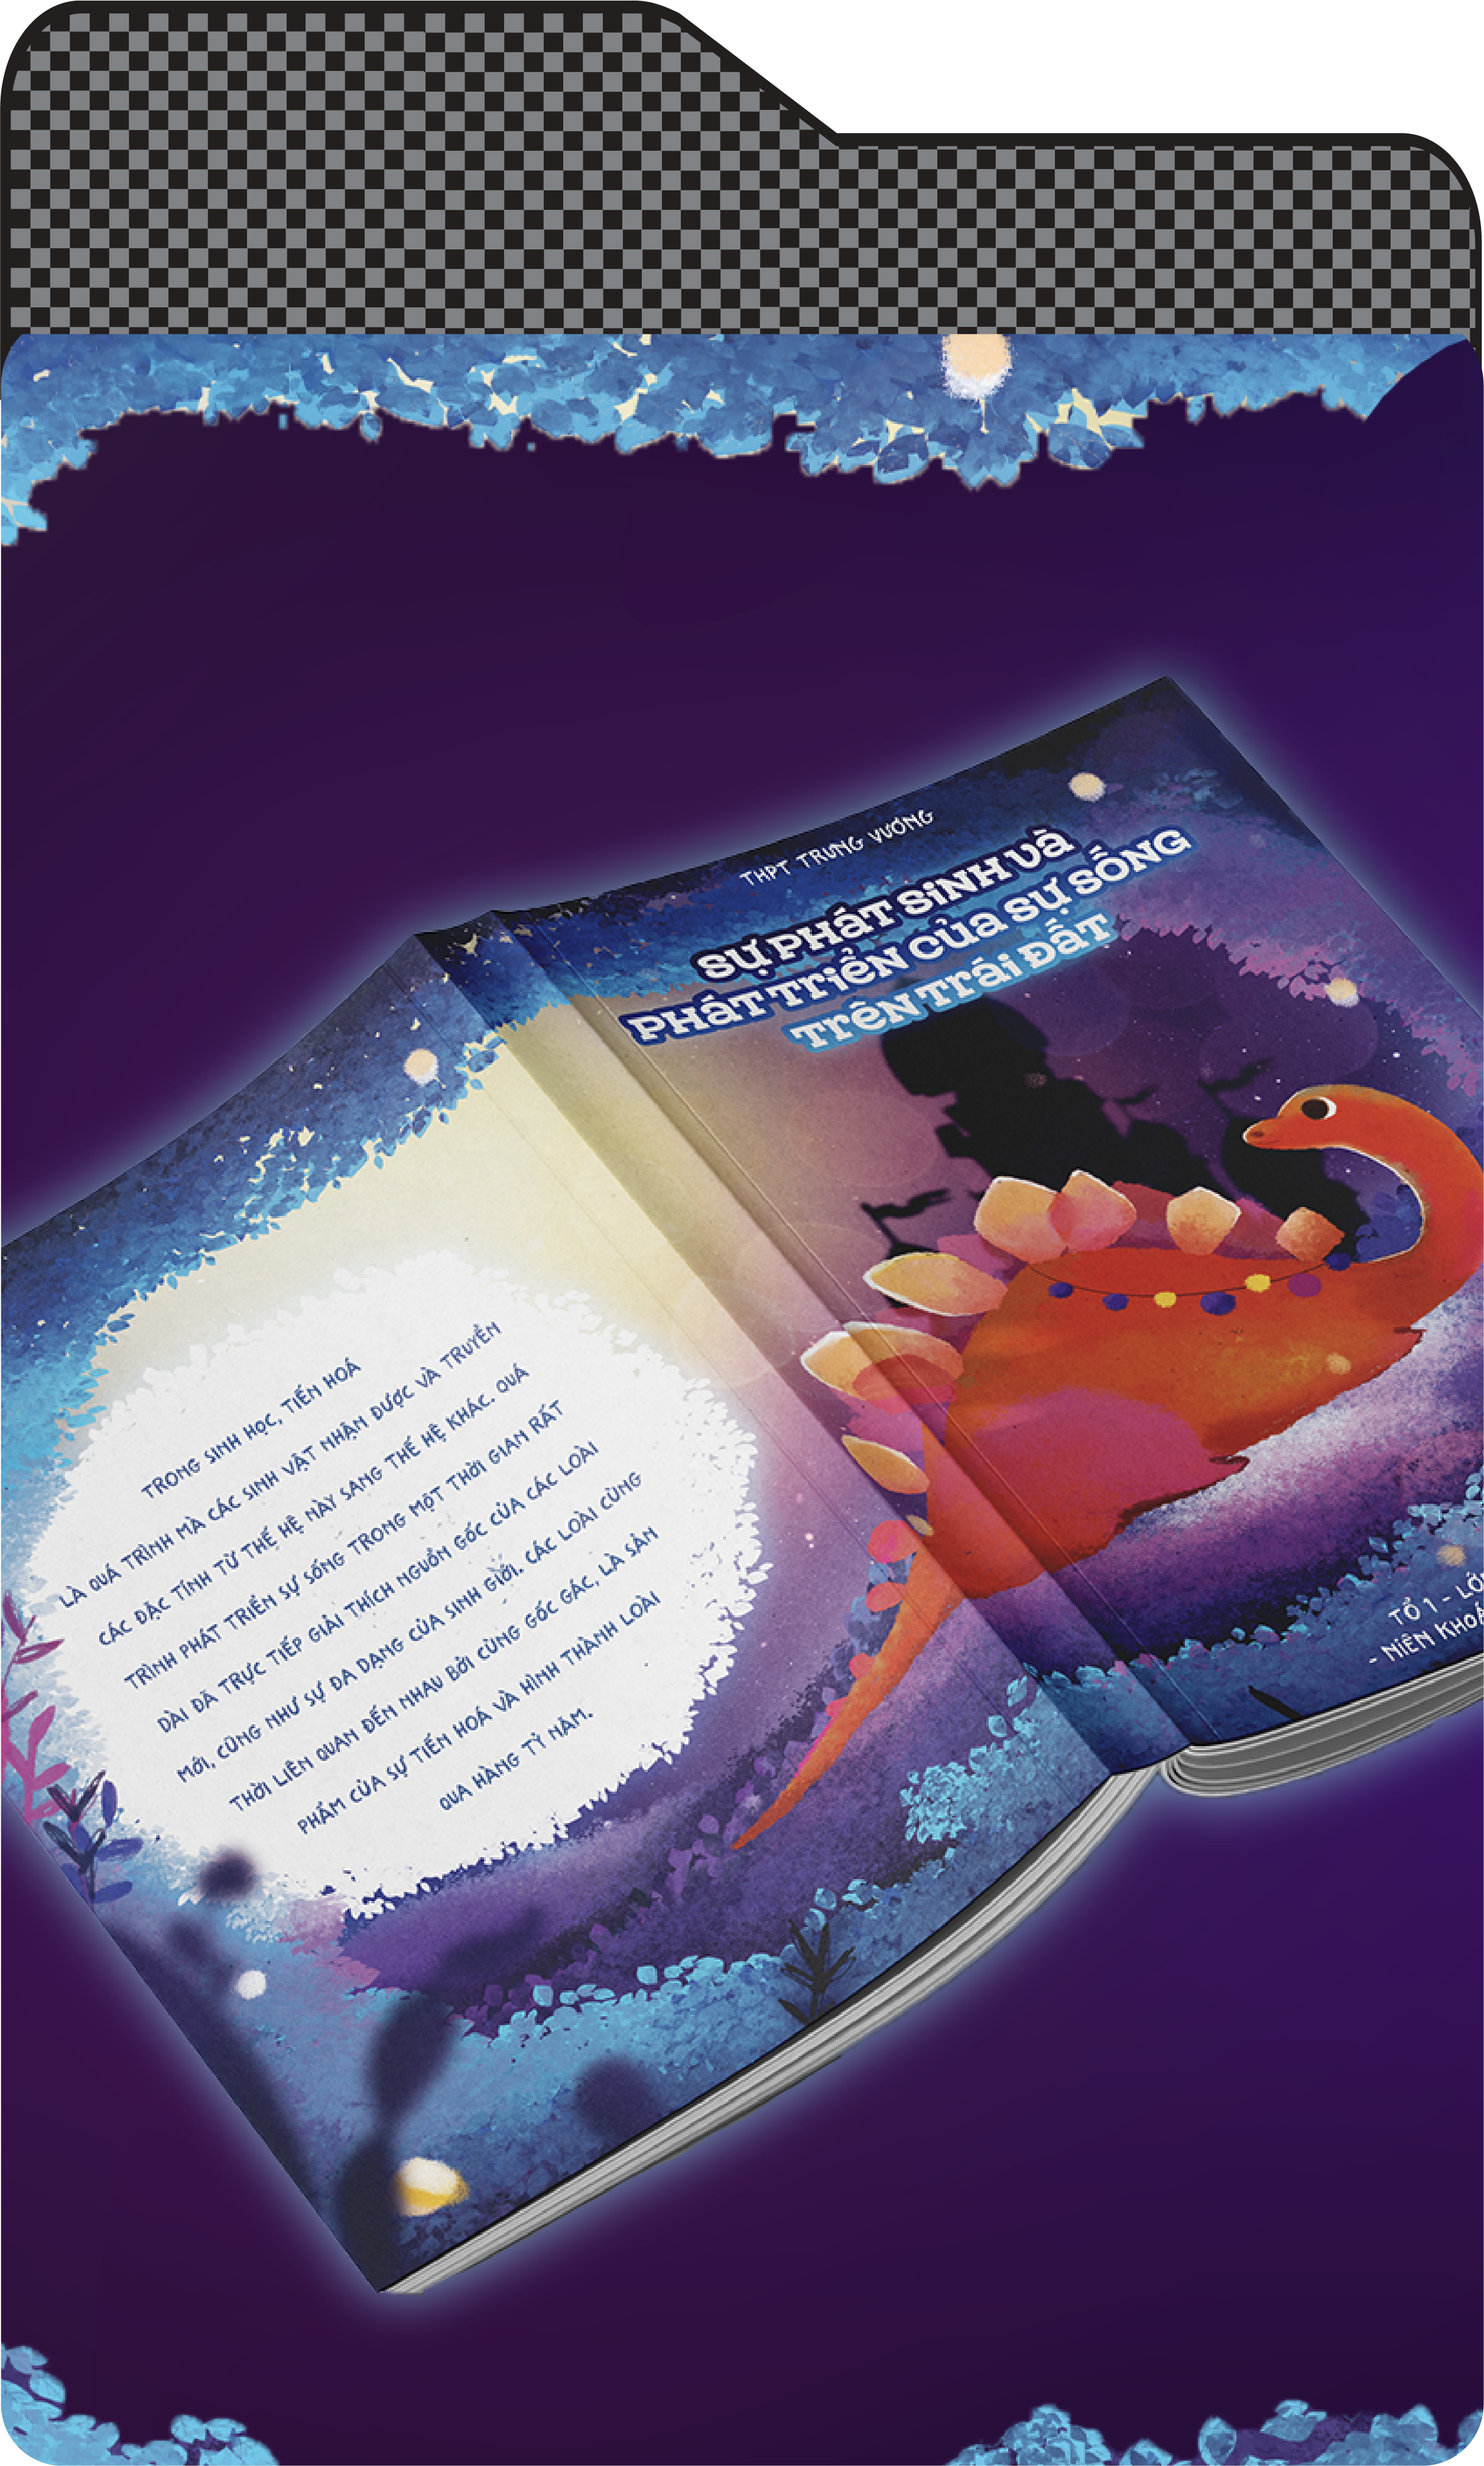 THPT TRƯNG VƯƠNG
SỰ PHÁT SINH VÀ
PHÁT TRIỂN CỦA SỰ SỐNG
TRÊN TRÁI ĐẤT
TỔ 1 -
- NIÊN
TRONG SINH HỌC, TIẾN HOÁ
LÀ QUÁ TRÌNH MÀ CÁC SINH VẬT NHẬN ĐƯỢC VÀ TRUYỀN
CÁC ĐẶC TÍNH TỪ THẾ HỆ NÀY SANG THẾ HỆ KHÁC. QUÁ
TRÌNH PHÁT TRIỂN SỰ SỐNG TRONG MỘT THỜI GIAN RẤT
DÀI ĐÃ TRỰC TIẾP GIẢI THÍCH NGUỒN GỐC CỦA CÁC LOÀI
MỚI, CŨNG NHƯ SỰ ĐA DẠNG CỦA SINH GIỚI. CÁC LOÀI CÙNG
THỜI LIÊN QUAN ĐẾN NHAU BỞI CÙNG GỐC GÁC, LÀ SẢN
PHẨM CỦA SỰ TIẾN HOÁ VÀ HÌNH THÀNH LOÀI
QUA HÀNG TỶ NĂM.